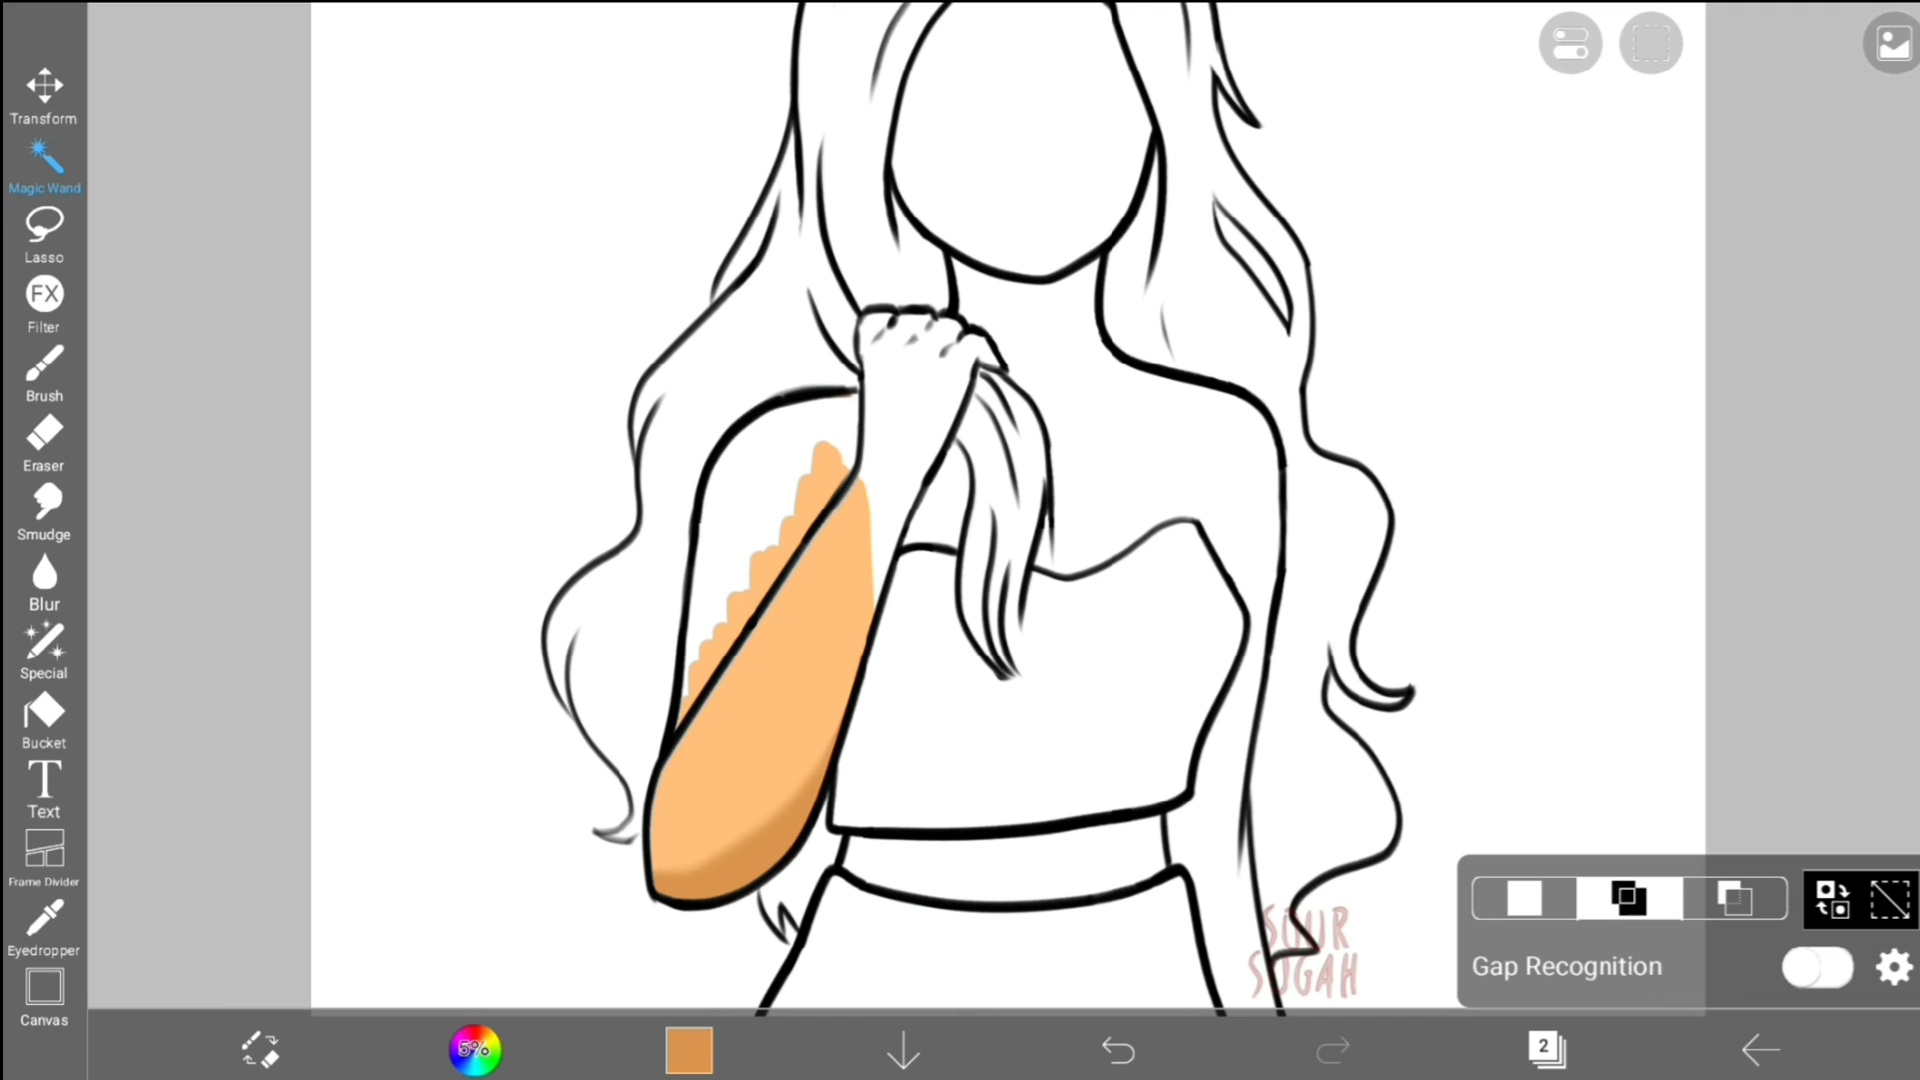 Transform
Magic Wand
Lasso
FX
Filter
Brush
Eraser
Smudge
Blur
Special
Bucket
T
Text
Frame Divider
Eyedropper
Canvas
SOUR
SUGAH
Gap Recognition
5%
2